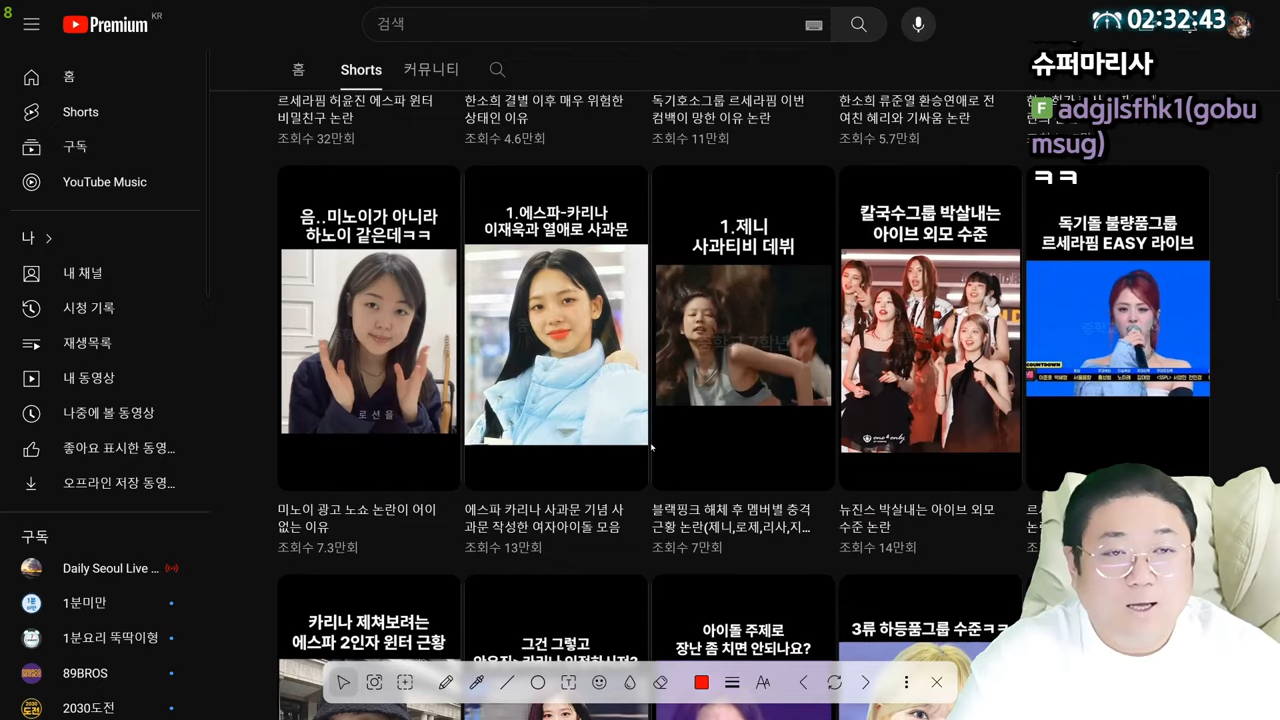 8
Premium KR
검색
02:32:43
홈
Shorts
커뮤니티
홈
Shorts
구독
YouTube Music
나
내 채널
시청 기록
재생목록
내 동영상
나중에 볼 동영상
좋아요 표시한 동영...
오프라인 저장 동영...
구독
Daily Seoul Live ...
1분미만
1분요리 뚝딱이형
89BROS
2030도전
르세라핌 허윤진 에스파 윈터
비밀친구 논란
조회수 32만회
한소희 결별 이후 매우 위험한
상태인 이유
조회수 4.6만회
독기호소그룹 르세라핌 이번
컴백이 망한 이유 논란
조회수 11만회
한소희 류준열 환승연애로 전
여친 혜리와 기싸움 논란
조회수 5.7만회
슈퍼마리사
F adgjlsfhk1(gobu
msug)
ㅋㅋ
음..미노이가 아니라
하노이 같은데ㅋㅋ
로션을
미노이 광고 노쇼 논란이 어이
없는 이유
조회수 7.3만회
1.에스파-카리나
이재욱과 열애로 사과문
에스파 카리나 사과문 기념 사
과문 작성한 여자아이돌 모음
조회수 13만회
1.제니
사과티비 데뷔
블랙핑크 해체 후 멤버별 충격
근황 논란(제니,로제,리사,지...
조회수 7만회
칼국수그룹 박살내는
아이브 외모 수준
one & only
뉴진스 박살내는 아이브 외모
수준 논란
조회수 14만회
독기돌 불량품그룹
르세라핌 EASY 라이브
COUNTDOWN
카리나 제쳐보려는
에스파 2인자 윈터 근황
그건 그렇고
아이돌 주제로
장난 좀 치면 안되나요?
3류 하등품그룹 수준ㅋㅋ